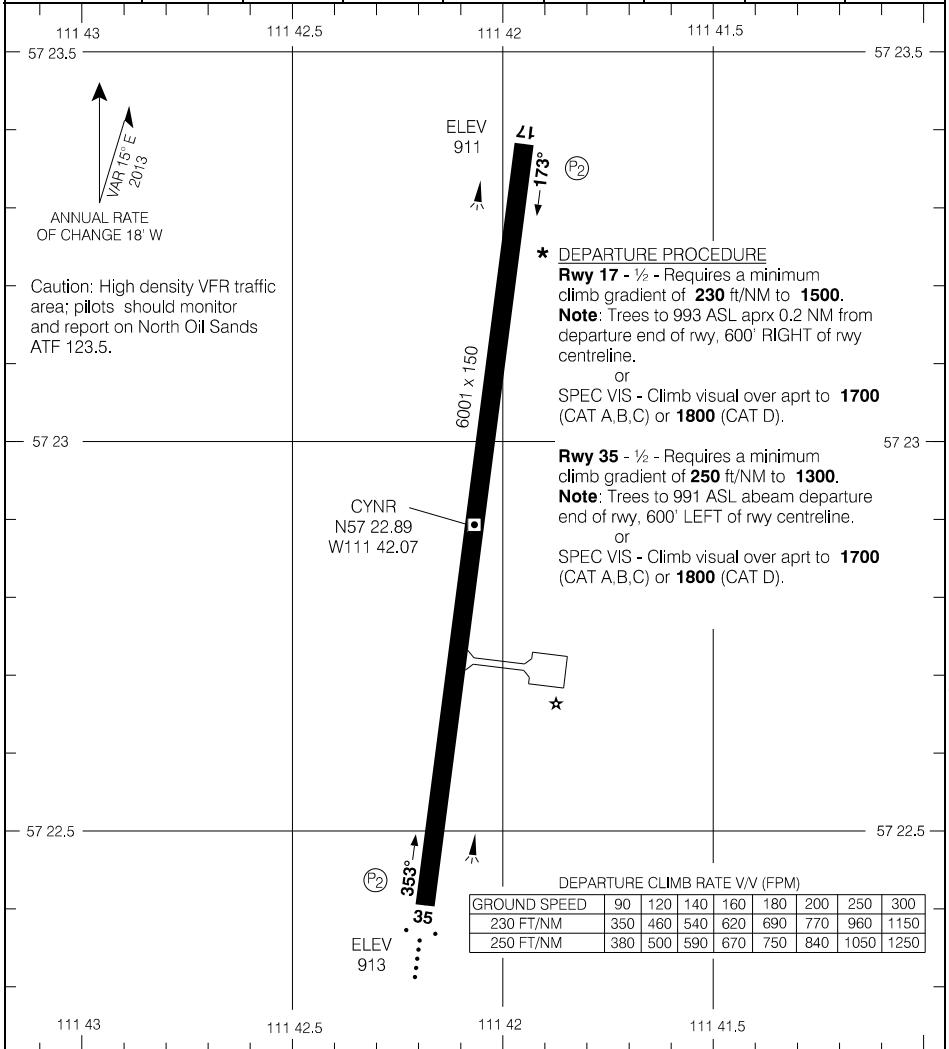 111 43 111 42.5 111 42 111 41.5
57 23.5 57 23.5
VAR 15° E
2013
ANNUAL RATE
OF CHANGE 18' W
Caution: High density VFR traffic
area; pilots should monitor
and report on North Oil Sands
ATF 123.5.
ELEV
911
17
173°
P2
* DEPARTURE PROCEDURE
Rwy 17 - ½ - Requires a minimum
climb gradient of 230 ft/NM to 1500.
Note: Trees to 993 ASL aprx 0.2 NM from
departure end of rwy, 600' RIGHT of rwy
centreline.
or
SPEC VIS - Climb visual over aprt to 1700
(CAT A,B,C) or 1800 (CAT D).
6001 x 150
57 23 57 23
Rwy 35 - ½ - Requires a minimum
climb gradient of 250 ft/NM to 1300.
Note: Trees to 991 ASL abeam departure
end of rwy, 600' LEFT of rwy centreline.
or
SPEC VIS - Climb visual over aprt to 1700
(CAT A,B,C) or 1800 (CAT D).
CYNR
N57 22.89
W111 42.07
57 22.5 57 22.5
P2
353°
35
ELEV
913
DEPARTURE CLIMB RATE V/V (FPM)
GROUND SPEED 90 120 140 160 180 200 250 300
230 FT/NM 350 460 540 620 690 770 960 1150
250 FT/NM 380 500 590 670 750 840 1050 1250
111 43 111 42.5 111 42 111 41.5